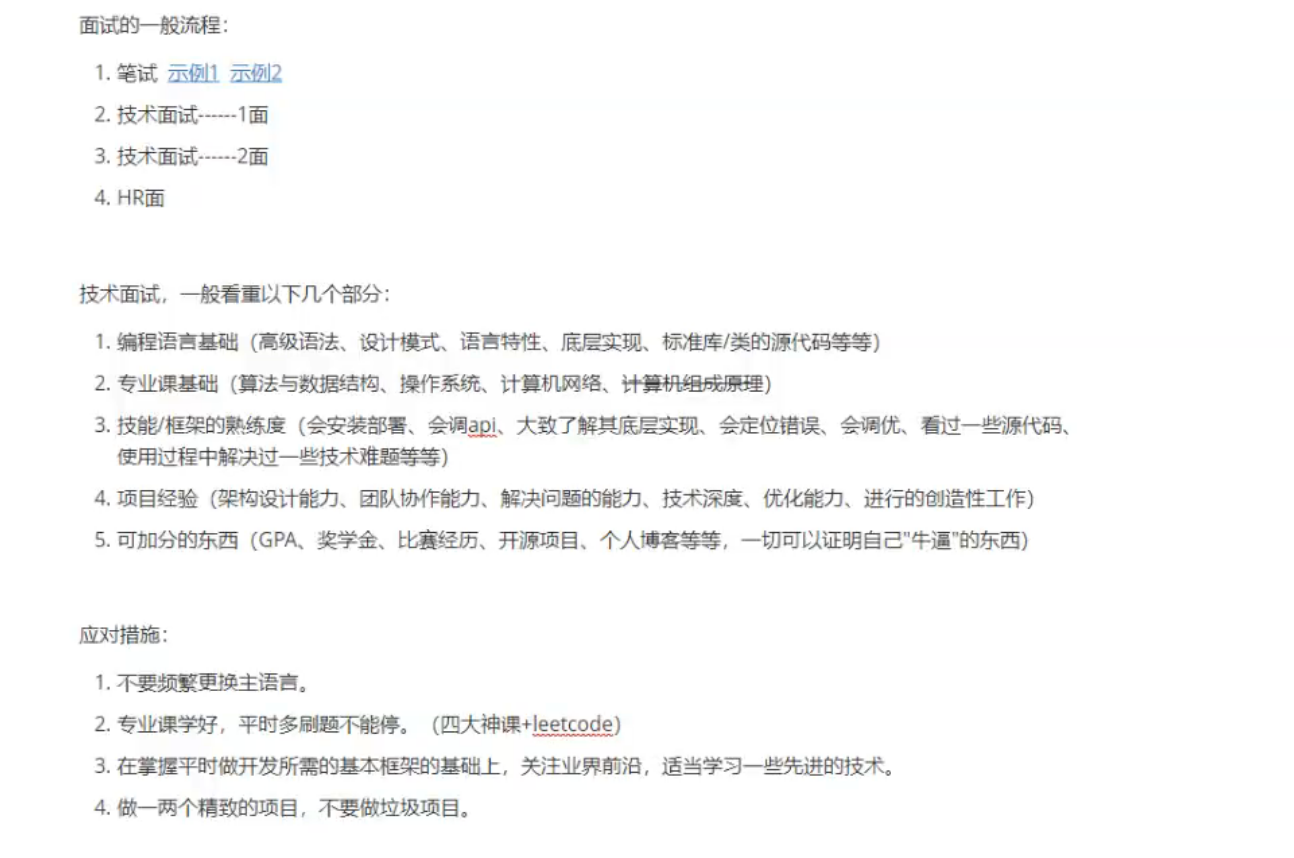 面试的一般流程：
1. 笔试 示例1 示例2
2. 技术面试------1面
3. 技术面试------2面
4. HR面
技术面试，一般看重以下几个部分：
1. 编程语言基础（高级语法、设计模式、语言特性、底层实现、标准库/类的源代码等等）
2. 专业课基础（算法与数据结构、操作系统、计算机网络、计算机组成原理）
3. 技能/框架的熟练度（会安装部署、会调api、大致了解其底层实现、会定位错误、会调优、看过一些源代码、
使用过程中解决过一些技术难题等等）
4. 项目经验（架构设计能力、团队协作能力、解决问题的能力、技术深度、优化能力、进行的创造性工作）
5. 可加分的东西（GPA、奖学金、比赛经历、开源项目、个人博客等等，一切可以证明自己"牛逼"的东西）
应对措施：
1. 不要频繁更换主语言。
2. 专业课学好，平时多刷题不能停。（四大神课+leetcode）
3. 在掌握平时做开发所需的基本框架的基础上，关注业界前沿，适当学习一些先进的技术。
4. 做一两个精致的项目，不要做垃圾项目。